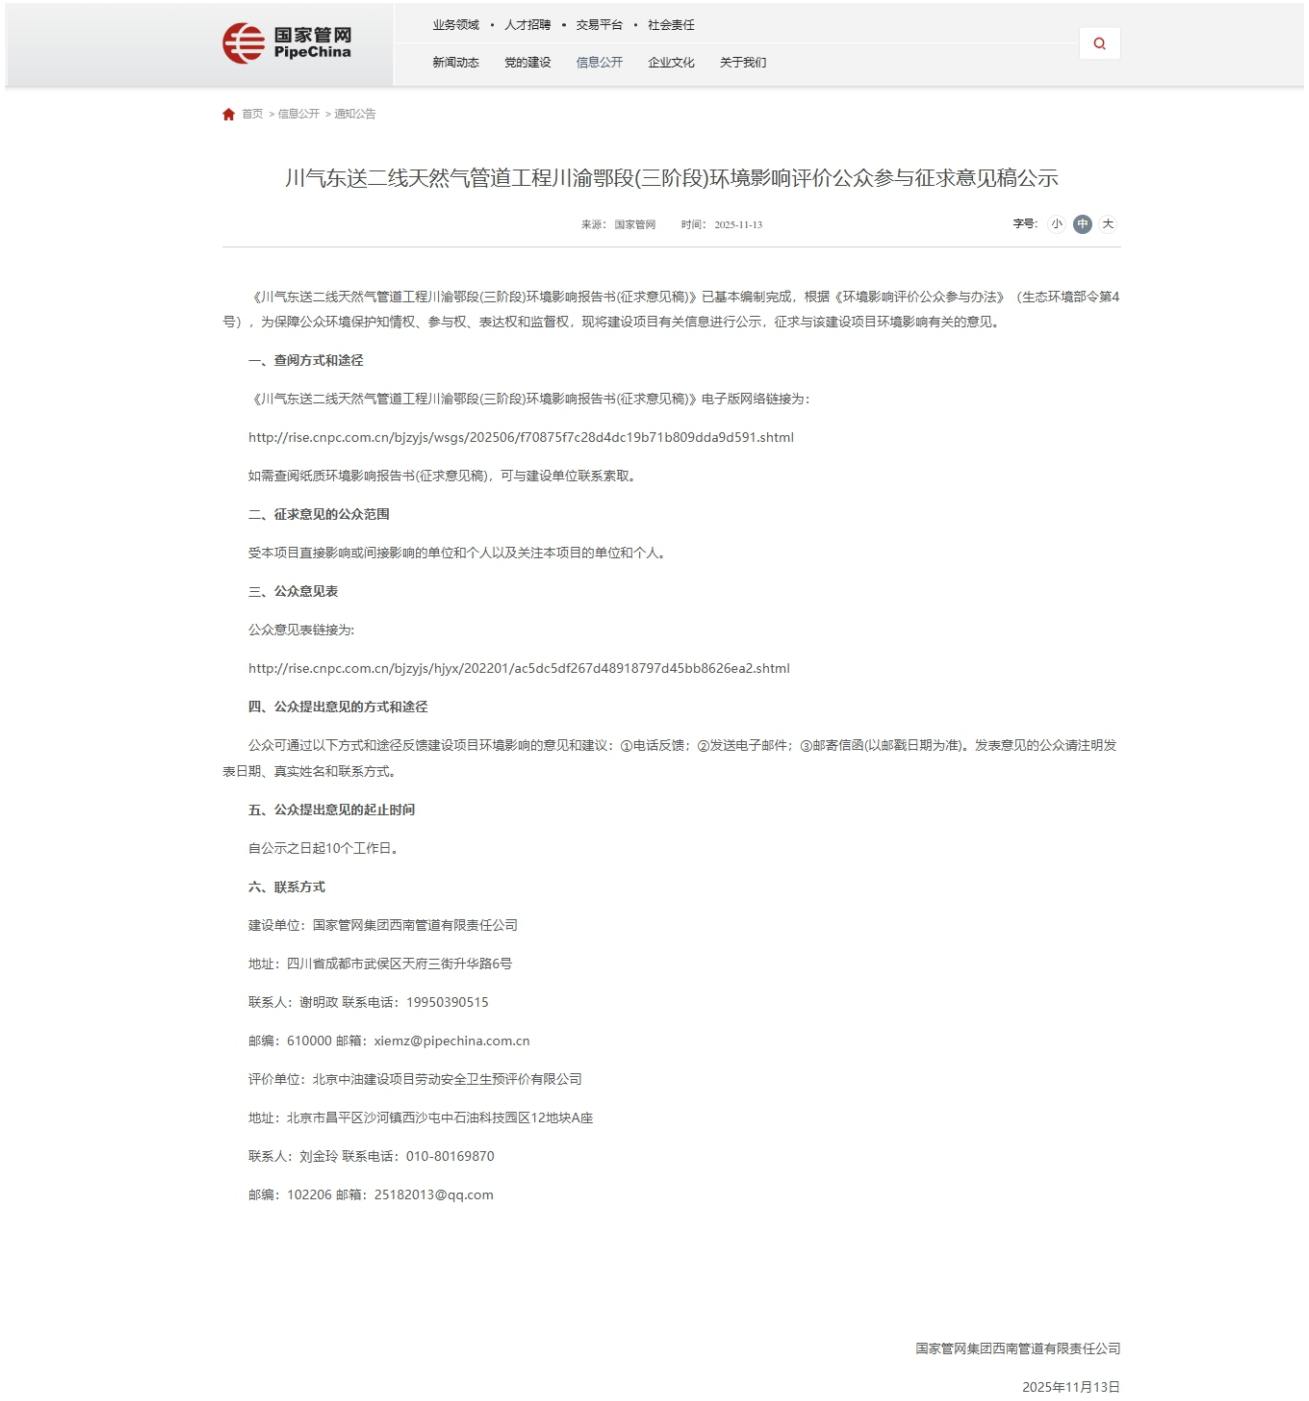 国家管网
PipeChina
业务领域 • 人才招聘 • 交易平台 • 社会责任
新闻动态 党的建设 信息公开 企业文化 关于我们
首页 > 信息公开 > 通知公告
川气东送二线天然气管道工程川渝鄂段(三阶段)环境影响评价公众参与征求意见稿公示
来源： 国家管网 时间： 2025-11-13
字号： 小 中 大
《川气东送二线天然气管道工程川渝鄂段(三阶段)环境影响报告书(征求意见稿)》已基本编制完成，根据《环境影响评价公众参与办法》（生态环境部令第4
号），为保障公众环境保护知情权、参与权、表达权和监督权，现将建设项目有关信息进行公示，征求与该建设项目环境影响有关的意见。
一、查阅方式和途径
《川气东送二线天然气管道工程川渝鄂段(三阶段)环境影响报告书(征求意见稿)》电子版网络链接为：
http://rise.cnpc.com.cn/bjzyjs/wsgs/202506/f70875f7c28d4dc19b71b809dda9d591.shtml
如需查阅纸质环境影响报告书(征求意见稿)，可与建设单位联系索取。
二、征求意见的公众范围
受本项目直接影响或间接影响的单位和个人以及关注本项目的单位和个人。
三、公众意见表
公众意见表链接为:
http://rise.cnpc.com.cn/bjzyjs/hjyx/202201/ac5dc5df267d48918797d45bb8626ea2.shtml
四、公众提出意见的方式和途径
公众可通过以下方式和途径反馈建设项目环境影响的意见和建议：①电话反馈；②发送电子邮件；③邮寄信函(以邮戳日期为准)。发表意见的公众请注明发
表日期、真实姓名和联系方式。
五、公众提出意见的起止时间
自公示之日起10个工作日。
六、联系方式
建设单位：国家管网集团西南管道有限责任公司
地址：四川省成都市武侯区天府三街升华路6号
联系人：谢明政 联系电话：19950390515
邮编：610000 邮箱：xiemz@pipechina.com.cn
评价单位：北京中油建设项目劳动安全卫生预评价有限公司
地址：北京市昌平区沙河镇西沙屯中石油科技园区12地块A座
联系人：刘金玲 联系电话：010-80169870
邮编：102206 邮箱：25182013@qq.com
国家管网集团西南管道有限责任公司
2025年11月13日